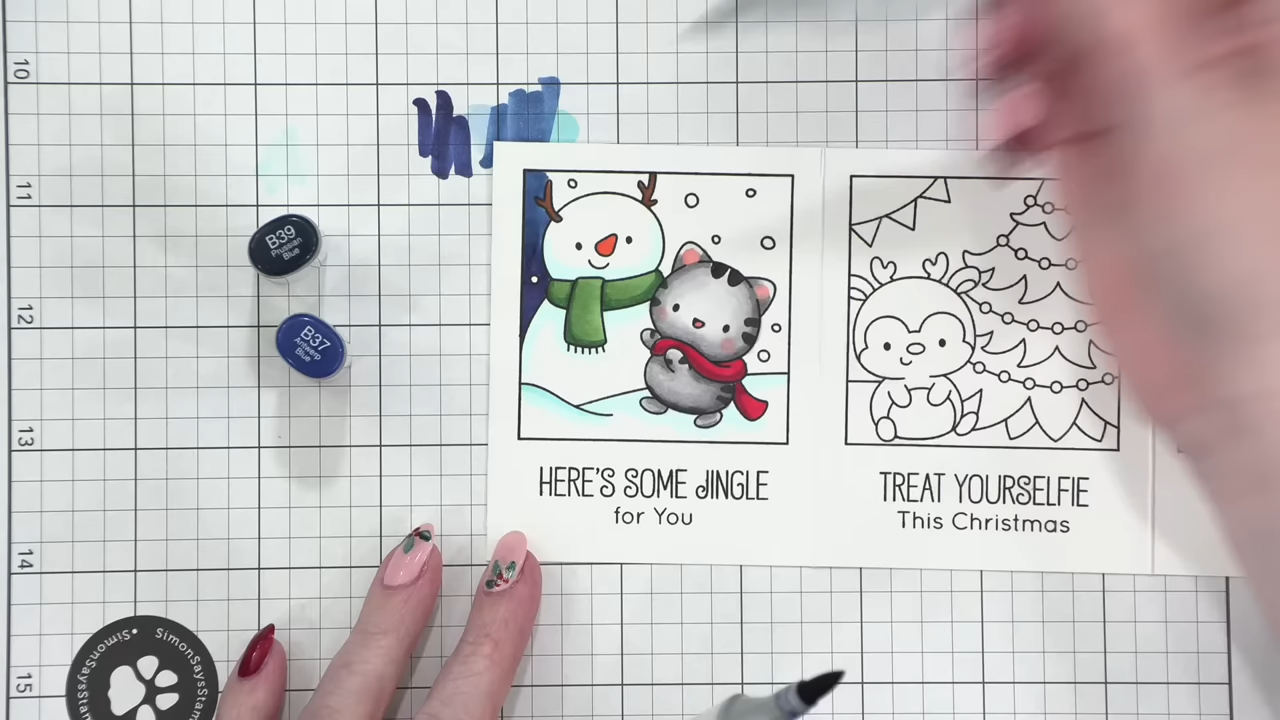 10
11
12
13
14
15
B39
Prussian
Blue
B37
Antwerp
Blue
HERE'S SOME JINGLE
for You
TREAT YOURSELFIE
This Christmas
SimonSaysStam